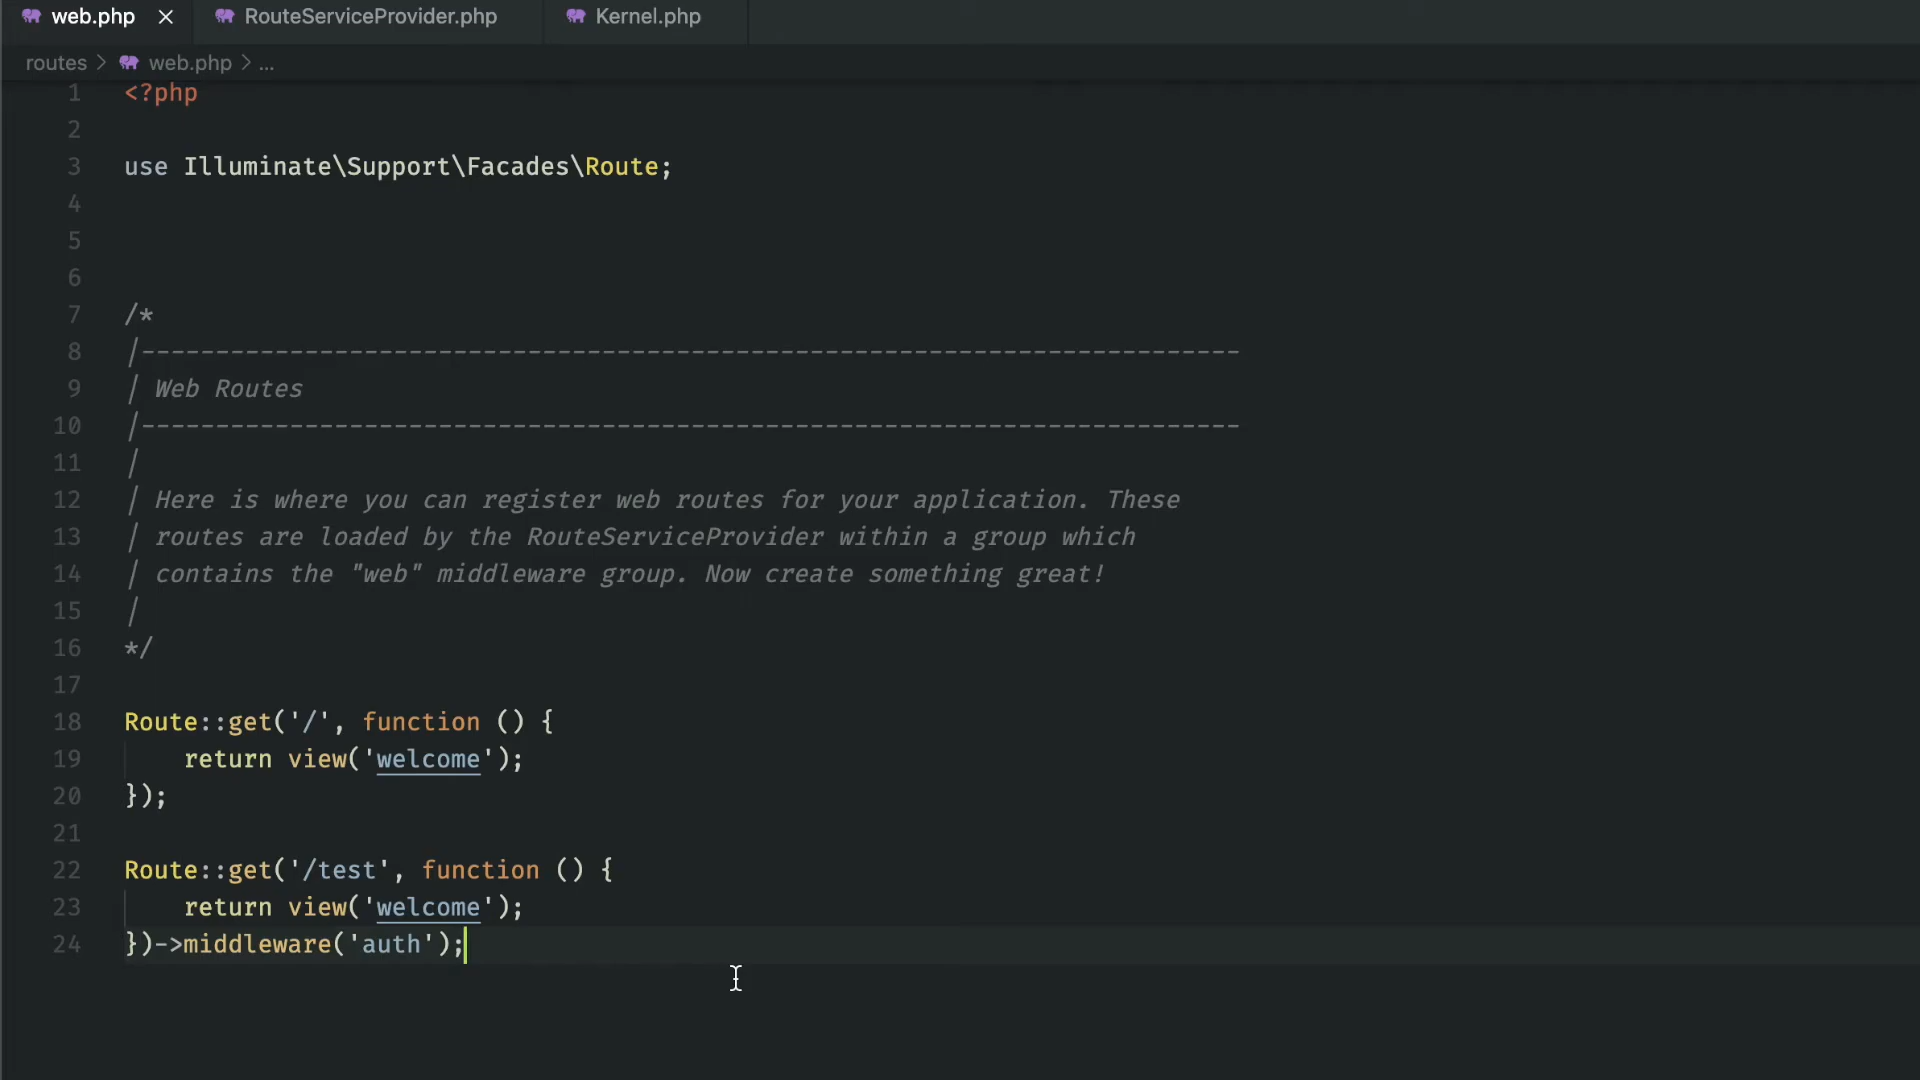 web.php
RouteServiceProvider.php
Kernel.php
routes > web.php > ...
1 <?php
2
3 use Illuminate\Support\Facades\Route;
4
5
6
7 /*
8 |--------------------------------------------------------------------------
9 | Web Routes
10 |--------------------------------------------------------------------------
11 |
12 | Here is where you can register web routes for your application. These
13 | routes are loaded by the RouteServiceProvider within a group which
14 | contains the "web" middleware group. Now create something great!
15 |
16 */
17
18 Route::get('/', function () {
19     return view('welcome');
20 });
21
22 Route::get('/test', function () {
23     return view('welcome');
24 })->middleware('auth');